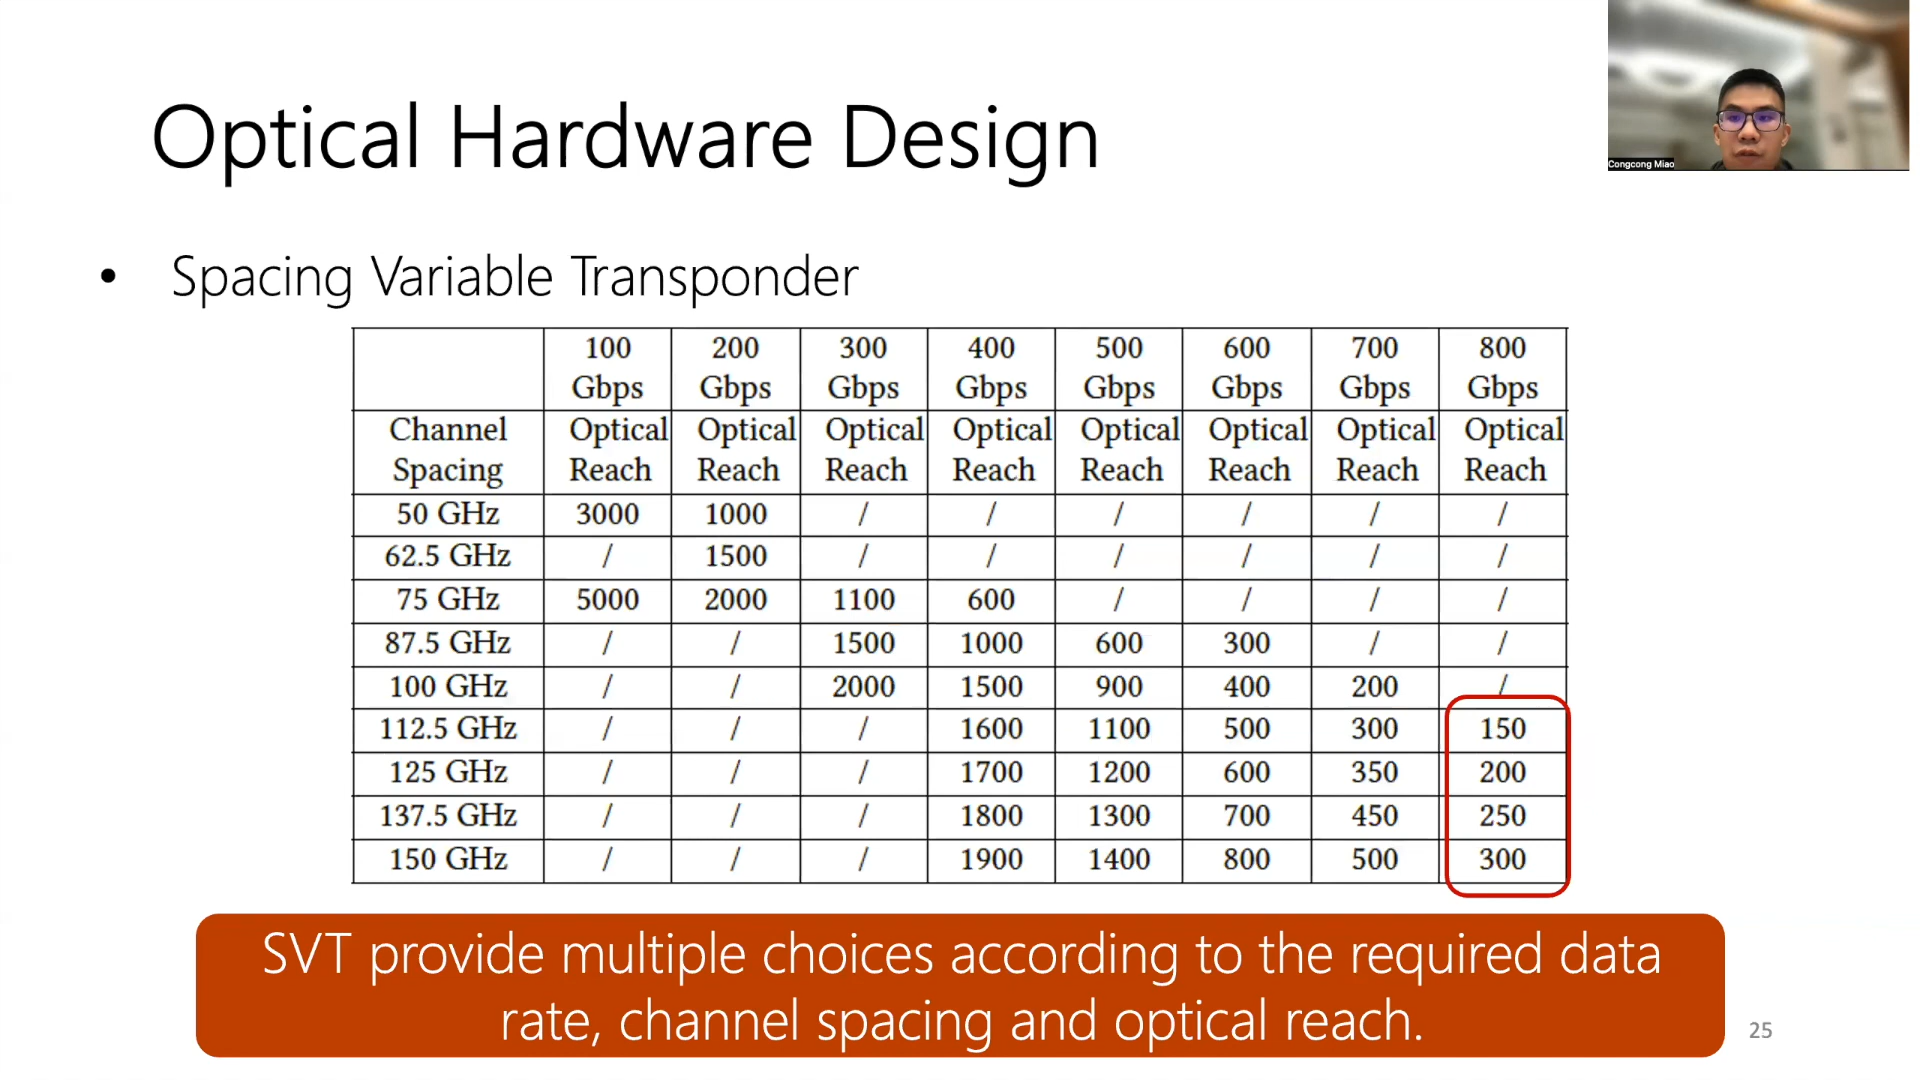 Optical Hardware Design
Congcong Miao
• Spacing Variable Transponder
100 Gbps 200 Gbps 300 Gbps 400 Gbps 500 Gbps 600 Gbps 700 Gbps 800 Gbps
Channel Spacing Optical Reach Optical Reach Optical Reach Optical Reach Optical Reach Optical Reach Optical Reach Optical Reach
50 GHz 3000 1000 / / / / / /
62.5 GHz / 1500 / / / / / /
75 GHz 5000 2000 1100 600 / / / /
87.5 GHz / / 1500 1000 600 300 / /
100 GHz / / 2000 1500 900 400 200 /
112.5 GHz / / / 1600 1100 500 300 150
125 GHz / / / 1700 1200 600 350 200
137.5 GHz / / / 1800 1300 700 450 250
150 GHz / / / 1900 1400 800 500 300
SVT provide multiple choices according to the required data
rate, channel spacing and optical reach.
25